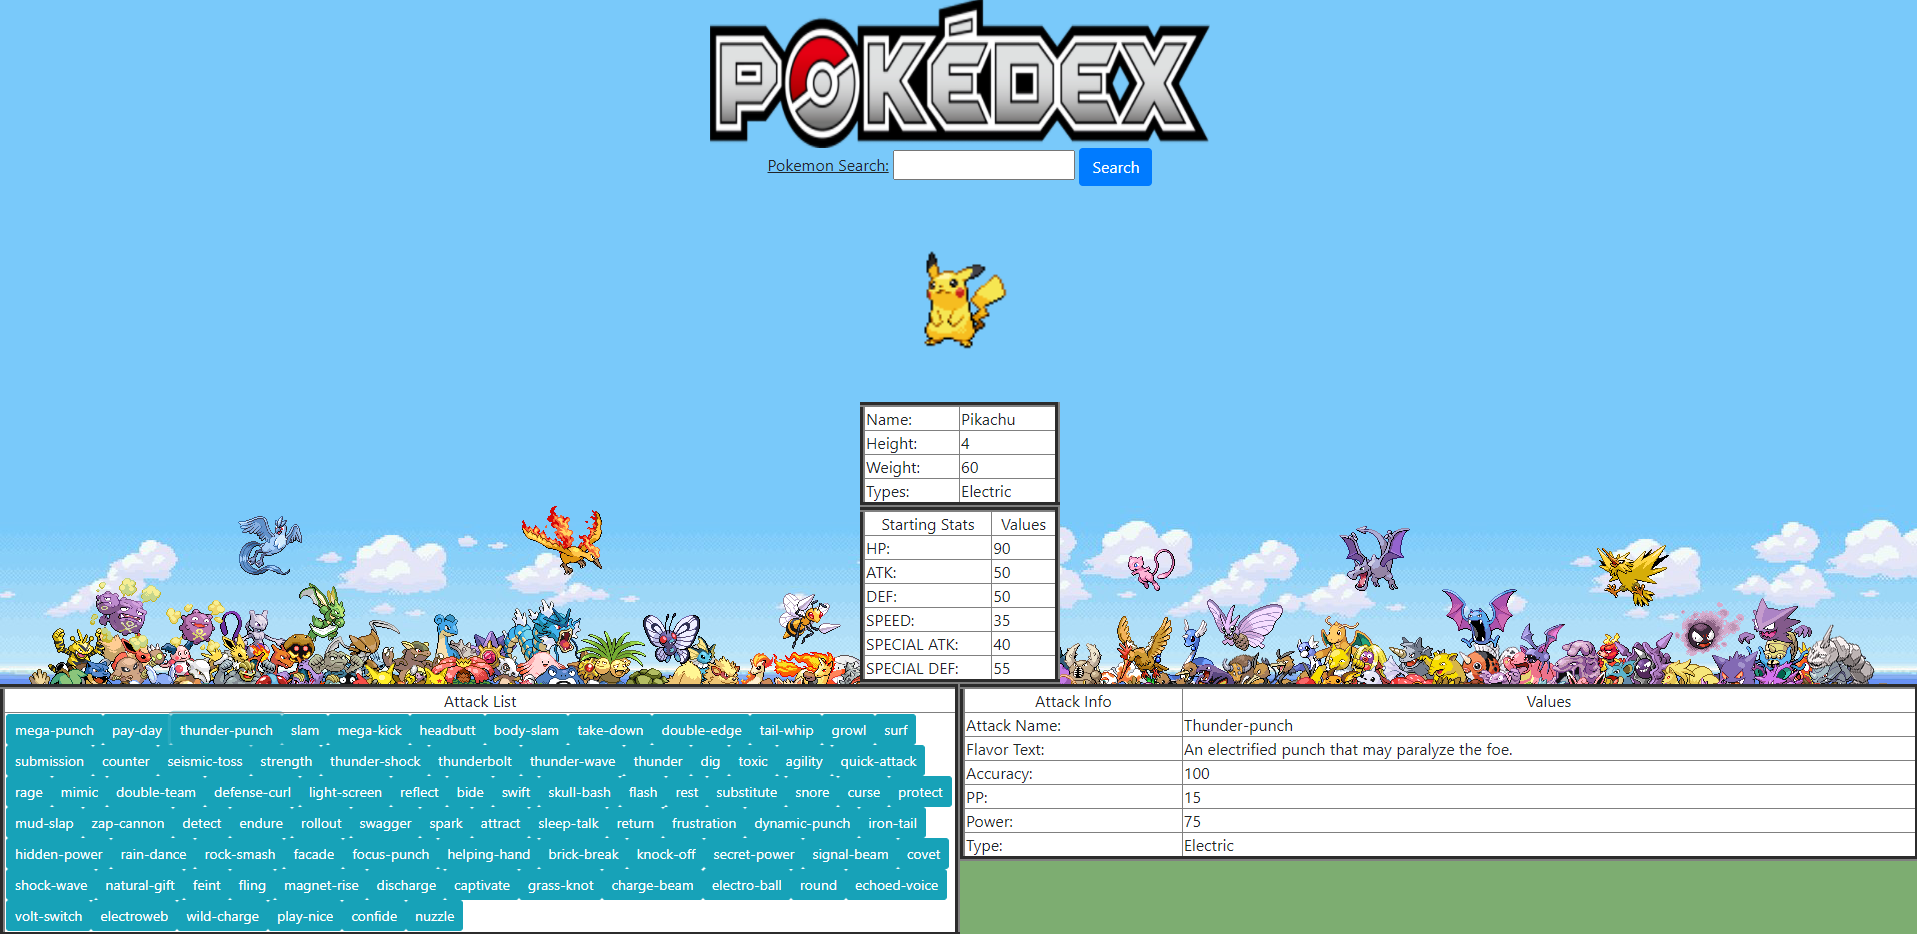 POKÉDEX
Pokemon Search: Search
Name: Pikachu
Height: 4
Weight: 60
Types: Electric
Starting Stats Values
HP: 90
ATK: 50
DEF: 50
SPEED: 35
SPECIAL ATK: 40
SPECIAL DEF: 55
Attack List
mega-punch pay-day thunder-punch slam mega-kick headbutt body-slam take-down double-edge tail-whip growl surf
submission counter seismic-toss strength thunder-shock thunderbolt thunder-wave thunder dig toxic agility quick-attack
rage mimic double-team defense-curl light-screen reflect bide swift skull-bash flash rest substitute snore curse protect
mud-slap zap-cannon detect endure rollout swagger spark attract sleep-talk return frustration dynamic-punch iron-tail
hidden-power rain-dance rock-smash facade focus-punch helping-hand brick-break knock-off secret-power signal-beam covet
shock-wave natural-gift feint fling magnet-rise discharge captivate grass-knot charge-beam electro-ball round echoed-voice
volt-switch electroweb wild-charge play-nice confide nuzzle
Attack Info Values
Attack Name: Thunder-punch
Flavor Text: An electrified punch that may paralyze the foe.
Accuracy: 100
PP: 15
Power: 75
Type: Electric